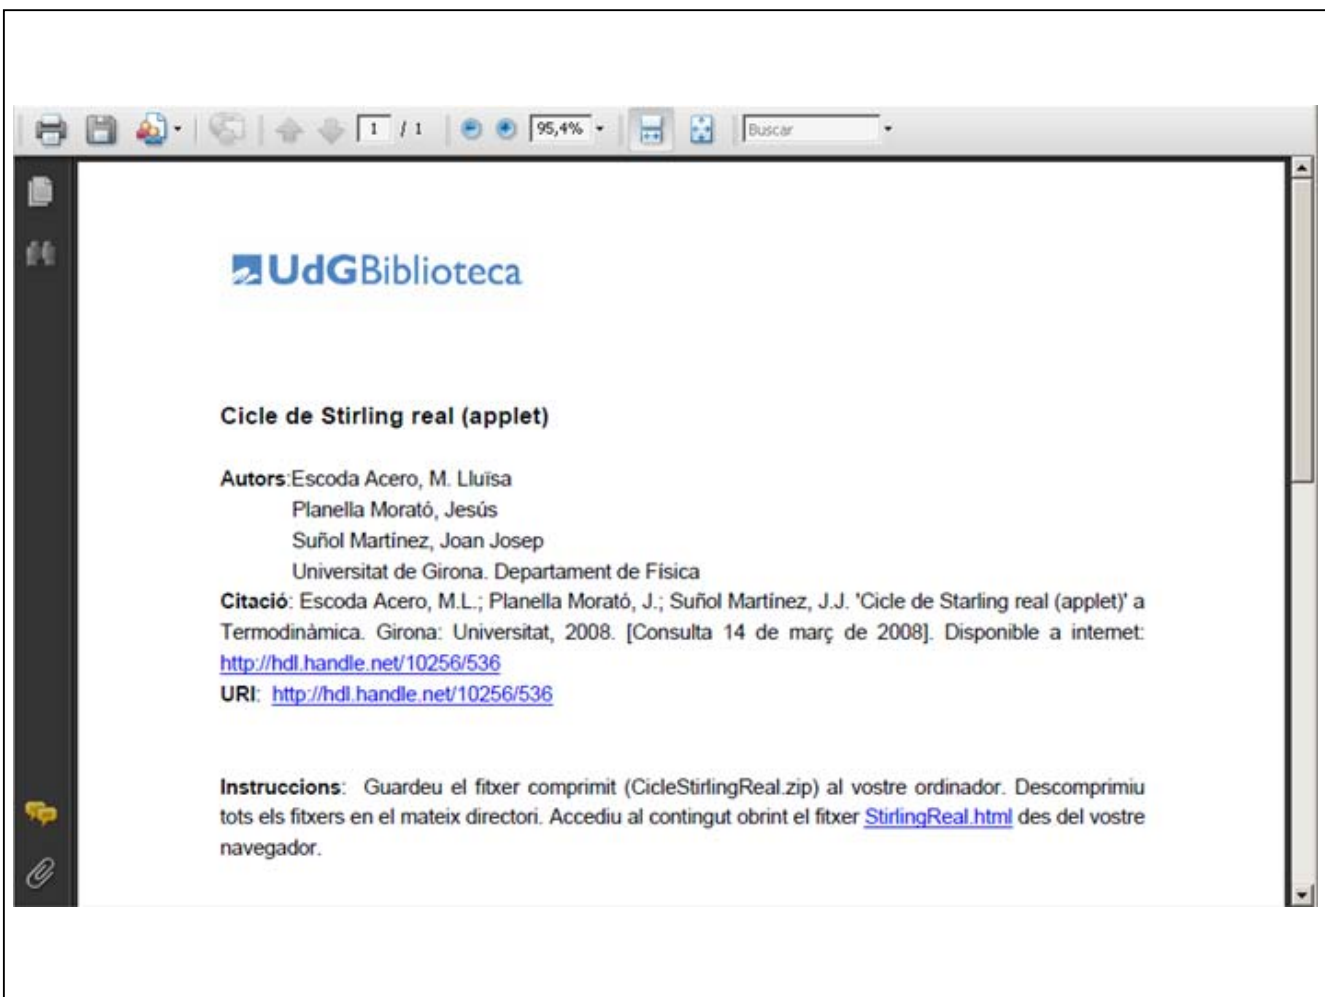 1 / 1 95,4% Buscar
UdGBiblioteca
Cicle de Stirling real (applet)
Autors:Escoda Acero, M. Lluïsa
Planella Morató, Jesús
Suñol Martínez, Joan Josep
Universitat de Girona. Departament de Física
Citació: Escoda Acero, M.L.; Planella Morató, J.; Suñol Martínez, J.J. 'Cicle de Starling real (applet)' a
Termodinàmica. Girona: Universitat, 2008. [Consulta 14 de març de 2008]. Disponible a internet:
http://hdl.handle.net/10256/536
URI: http://hdl.handle.net/10256/536
Instruccions: Guardeu el fitxer comprimit (CicleStirlingReal.zip) al vostre ordinador. Descomprimiu
tots els fitxers en el mateix directori. Accediu al contingut obrint el fitxer StirlingReal.html des del vostre
navegador.